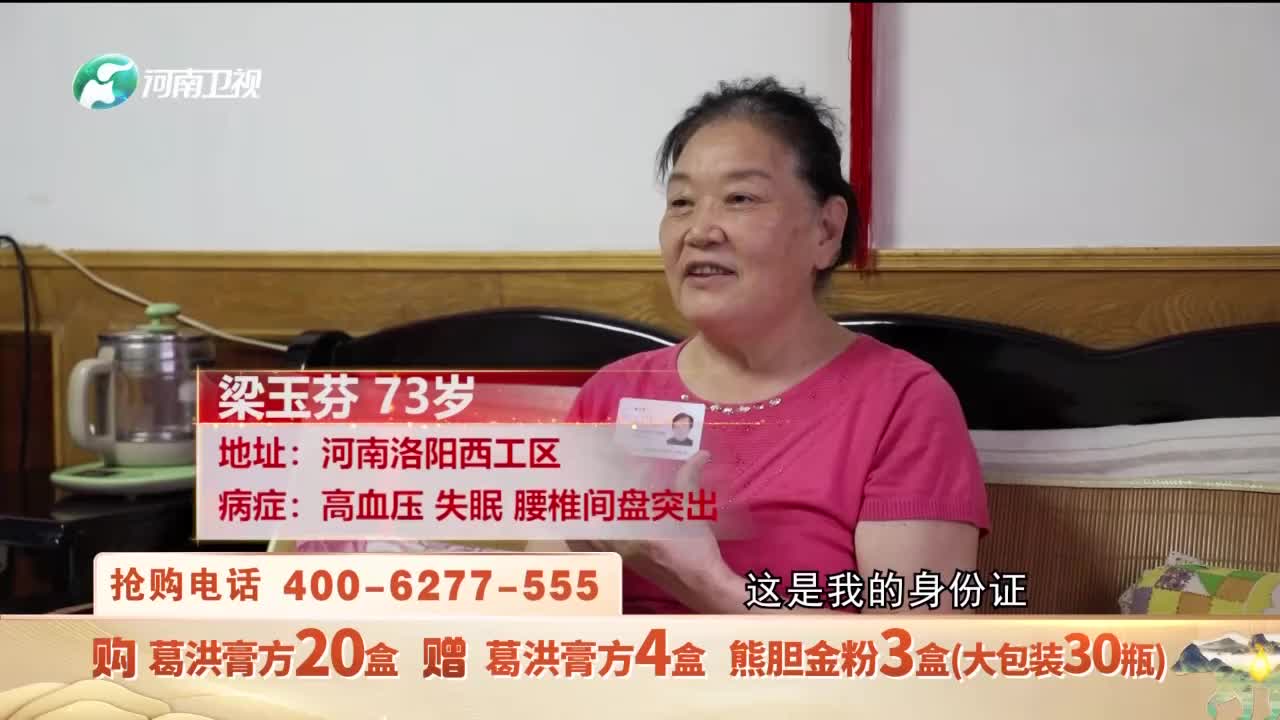 河南卫视
梁玉芬 73岁
地址：河南洛阳西工区
病症：高血压 失眠 腰椎间盘突出
这是我的身份证
抢购电话 400-6277-555
购 葛洪膏方20盒 赠 葛洪膏方4盒 熊胆金粉3盒(大包装30瓶)